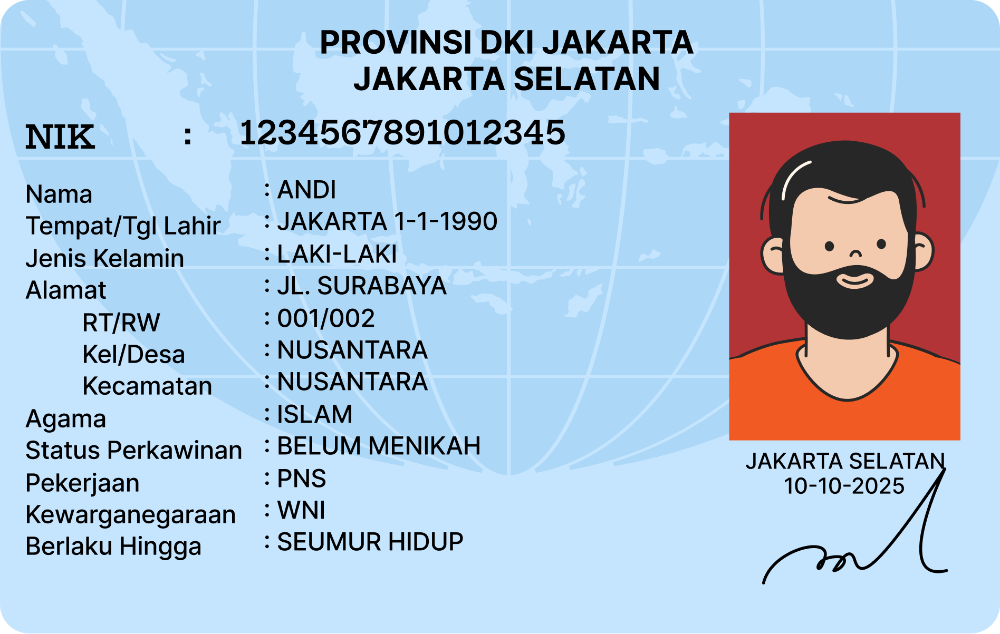 PROVINSI DKI JAKARTA
JAKARTA SELATAN
NIK : 1234567891012345
Nama : ANDI
Tempat/Tgl Lahir : JAKARTA 1-1-1990
Jenis Kelamin : LAKI-LAKI
Alamat : JL. SURABAYA
RT/RW : 001/002
Kel/Desa : NUSANTARA
Kecamatan : NUSANTARA
Agama : ISLAM
Status Perkawinan : BELUM MENIKAH
Pekerjaan : PNS
Kewarganegaraan : WNI
Berlaku Hingga : SEUMUR HIDUP
JAKARTA SELATAN
10-10-2025